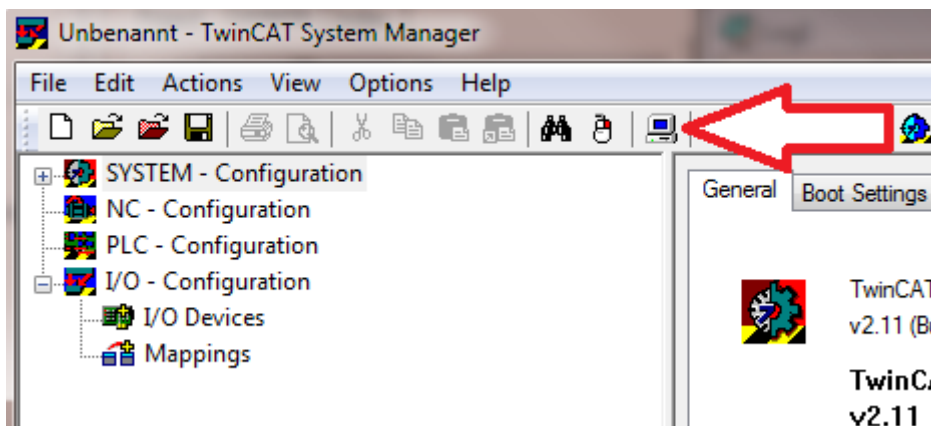 Unbenannt - TwinCAT System Manager
File Edit Actions View Options Help
SYSTEM - Configuration
NC - Configuration
PLC - Configuration
I/O - Configuration
I/O Devices
Mappings
General Boot Settings
TwinCAT
v2.11
v2.11